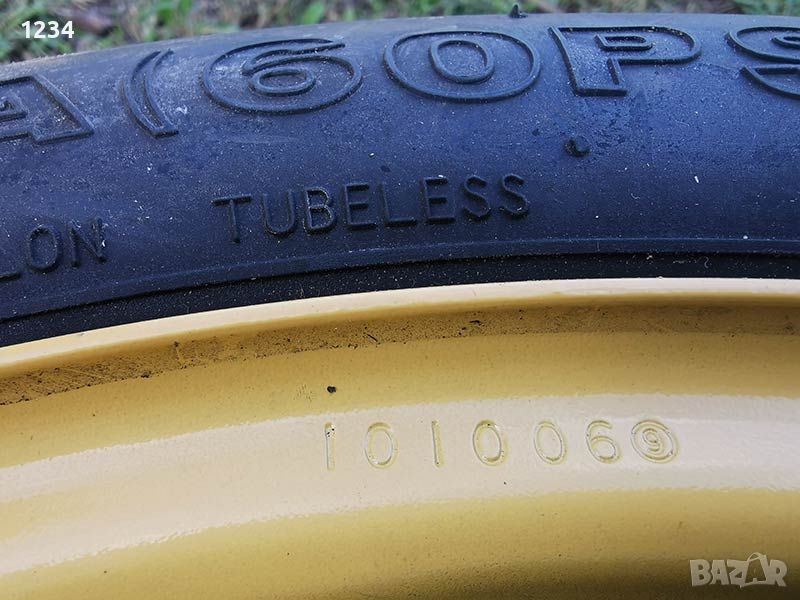 1234
A (60PS
LON TUBELESS
1010069
BAZAR